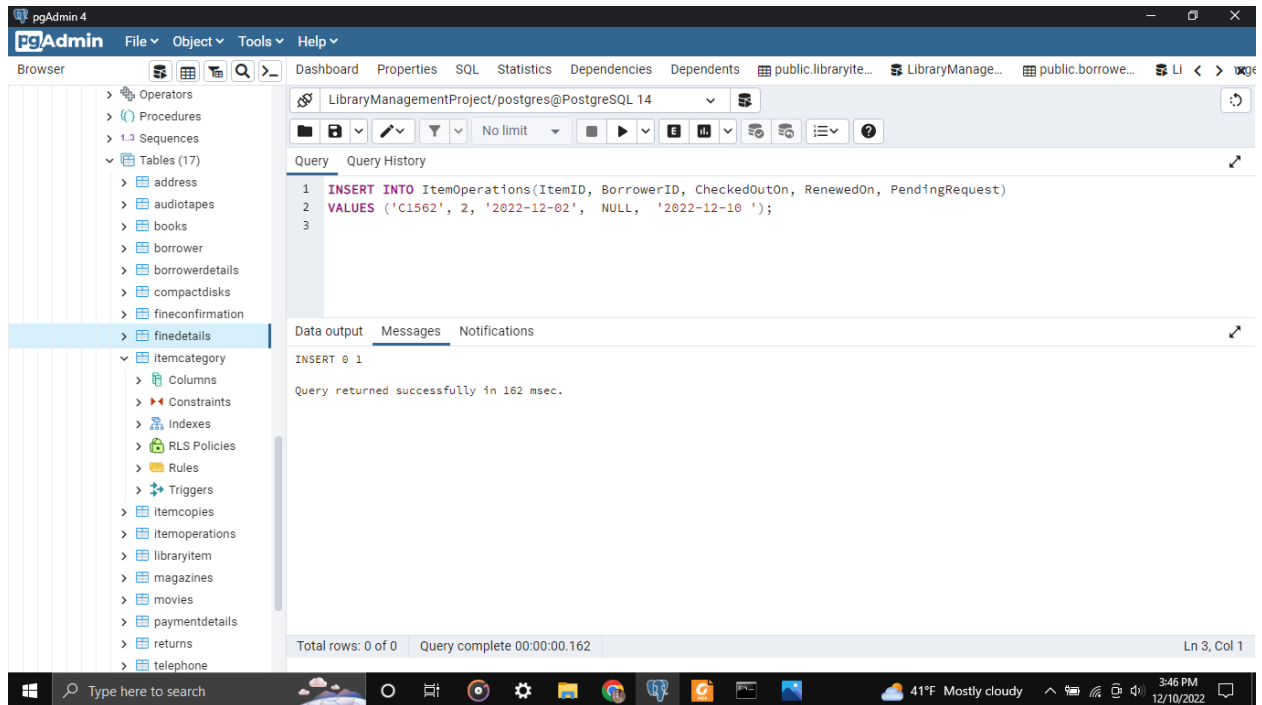 pgAdmin 4
pgAdmin File Object Tools Help
Browser
Dashboard Properties SQL Statistics Dependencies Dependents public.libraryite... LibraryManage... public.borrowe... Li
Operators
Procedures
1..3 Sequences
Tables (17)
address
audiotapes
books
borrower
borrowerdetails
compactdisks
fineconfirmation
finedetails
itemcategory
Columns
Constraints
Indexes
RLS Policies
Rules
Triggers
itemcopies
itemoperations
libraryitem
magazines
movies
paymentdetails
returns
telephone
LibraryManagementProject/postgres@PostgreSQL 14
No limit
E
Query Query History
1 INSERT INTO ItemOperations(ItemID, BorrowerID, CheckedOutOn, RenewedOn, PendingRequest)
2 VALUES ('C1562', 2, '2022-12-02', NULL, '2022-12-10 ');
3
Data output Messages Notifications
INSERT 0 1
Query returned successfully in 162 msec.
Total rows: 0 of 0 Query complete 00:00:00.162
Ln 3, Col 1
Type here to search
41°F Mostly cloudy
3:46 PM
12/10/2022